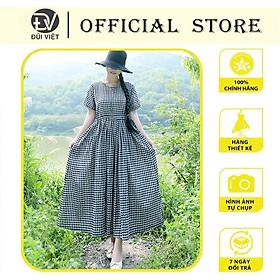 ĐV
ĐŨI VIỆT
OFFICIAL STORE
100%
CHÍNH HÃNG
HÀNG
THIẾT KẾ
HÌNH ẢNH
TỰ CHỤP
7 NGÀY
ĐỔI TRẢ